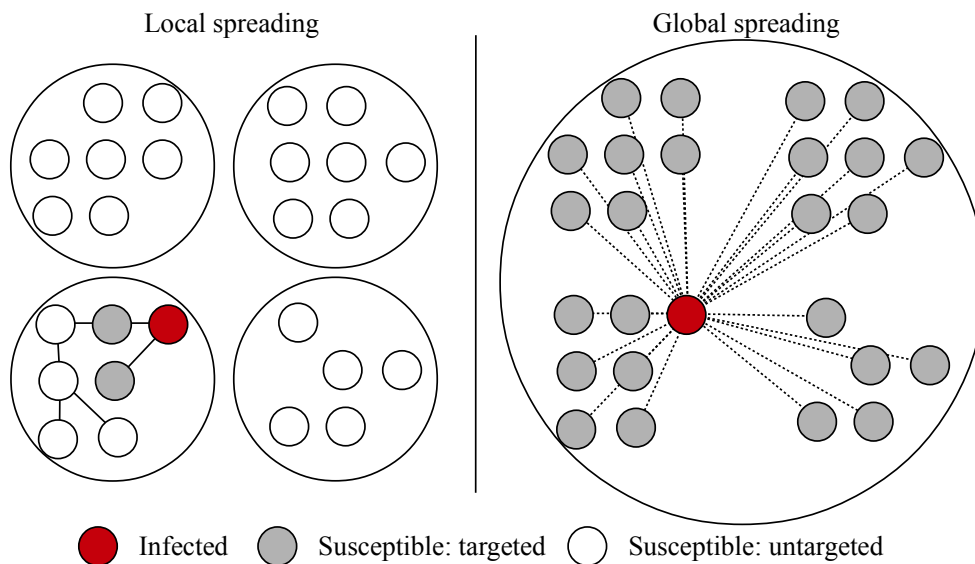 Local spreading
Global spreading
Infected
Susceptible: targeted
Susceptible: untargeted